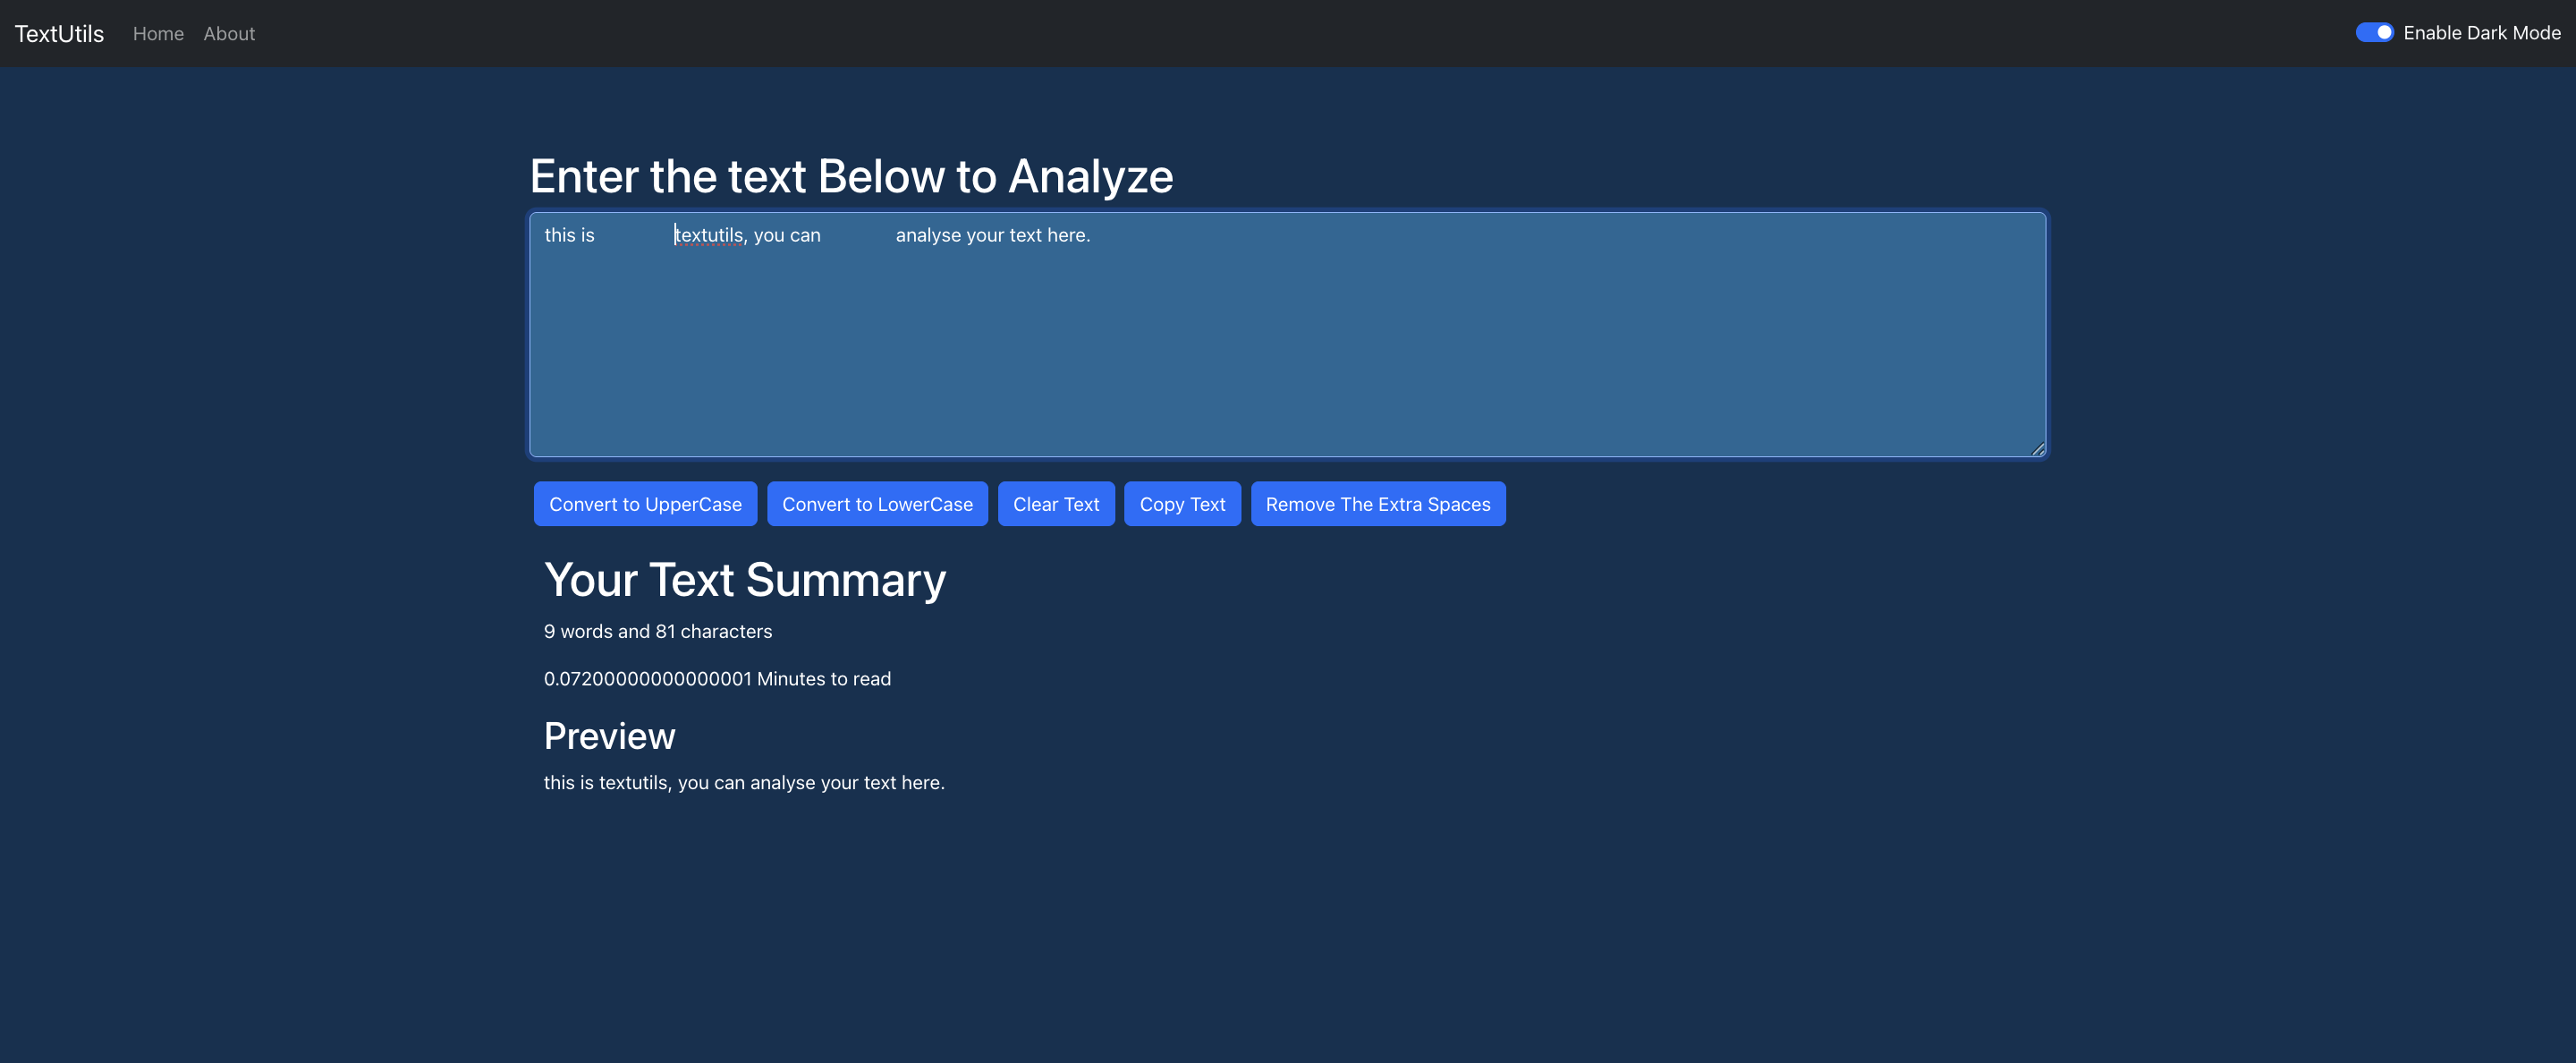 TextUtils Home About Enable Dark Mode
Enter the text Below to Analyze
this is textutils, you can analyse your text here.
Convert to UpperCase Convert to LowerCase Clear Text Copy Text Remove The Extra Spaces
Your Text Summary
9 words and 81 characters
0.07200000000000001 Minutes to read
Preview
this is textutils, you can analyse your text here.